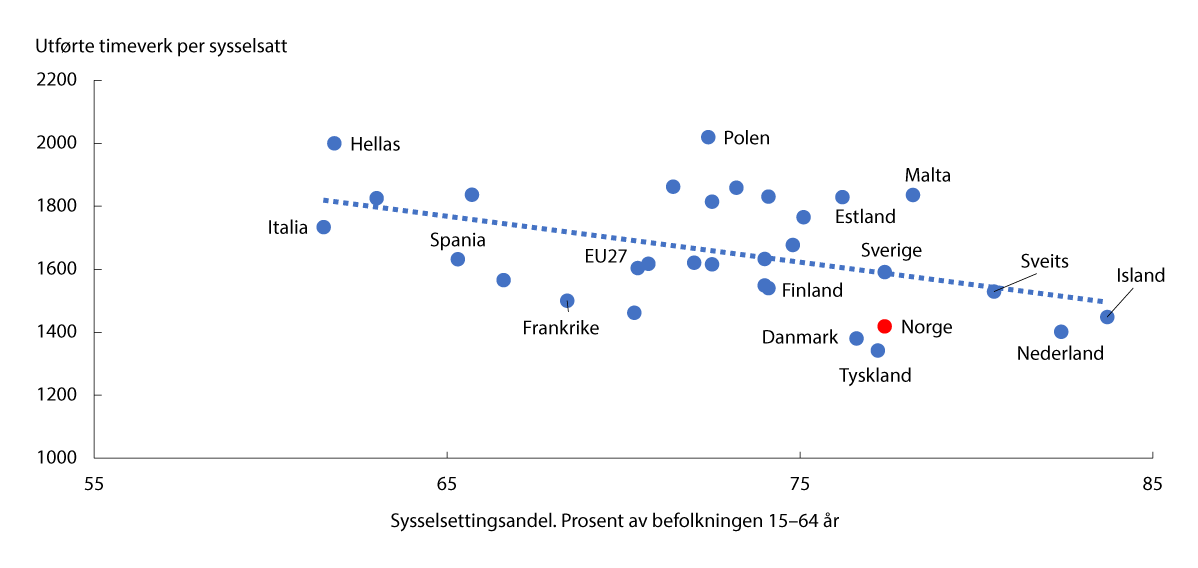 Utførte timeverk per sysselsatt
2200
2000
1800
1600
1400
1200
1000
Hellas
Polen
Malta
Italia
Estland
Spania
EU27
Sverige
Sveits
Island
Finland
Frankrike
Danmark
Norge
Nederland
Tyskland
55
65
75
85
Sysselsettingsandel. Prosent av befolkningen 15–64 år